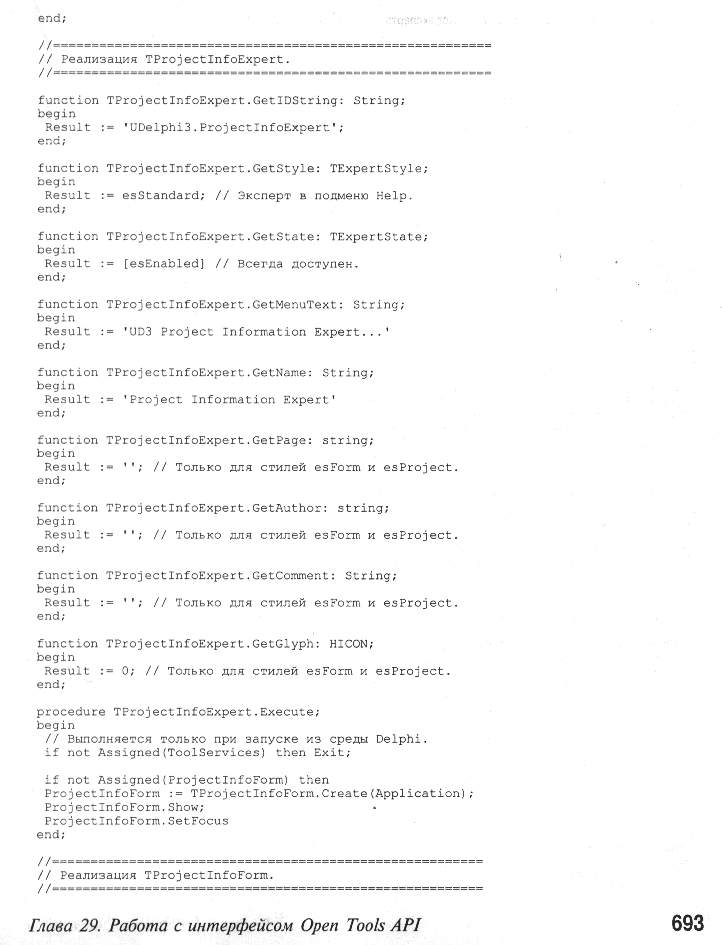 end;
//=========================================================
// Реализация TProjectInfoExpert.
//=========================================================
function TProjectInfoExpert.GetIDString: String;
begin
Result := 'UDelphi3.ProjectInfoExpert';
end;
function TProjectInfoExpert.GetStyle: TExpertStyle;
begin
Result := esStandard; // Эксперт в подменю Help.
end;
function TProjectInfoExpert.GetState: TExpertState;
begin
Result := [esEnabled] // Всегда доступен.
end;
function TProjectInfoExpert.GetMenuText: String;
begin
Result := 'UD3 Project Information Expert...'
end;
function TProjectInfoExpert.GetName: String;
begin
Result := 'Project Information Expert'
end;
function TProjectInfoExpert.GetPage: string;
begin
Result := ''; // Только для стилей esForm и esProject.
end;
function TProjectInfoExpert.GetAuthor: string;
begin
Result := ''; // Только для стилей esForm и esProject.
end;
function TProjectInfoExpert.GetComment: String;
begin
Result := ''; // Только для стилей esForm и esProject.
end;
function TProjectInfoExpert.GetGlyph: HICON;
begin
Result := 0; // Только для стилей esForm и esProject.
end;
procedure TProjectInfoExpert.Execute;
begin
// Выполняется только при запуске из среды Delphi.
if not Assigned(ToolServices) then Exit;
if not Assigned(ProjectInfoForm) then
ProjectInfoForm := TProjectInfoForm.Create(Application);
ProjectInfoForm.Show;
ProjectInfoForm.SetFocus
end;
//========================================================
// Реализация TProjectInfoForm.
//========================================================
Глава 29. Работа с интерфейсом Open Tools API 693